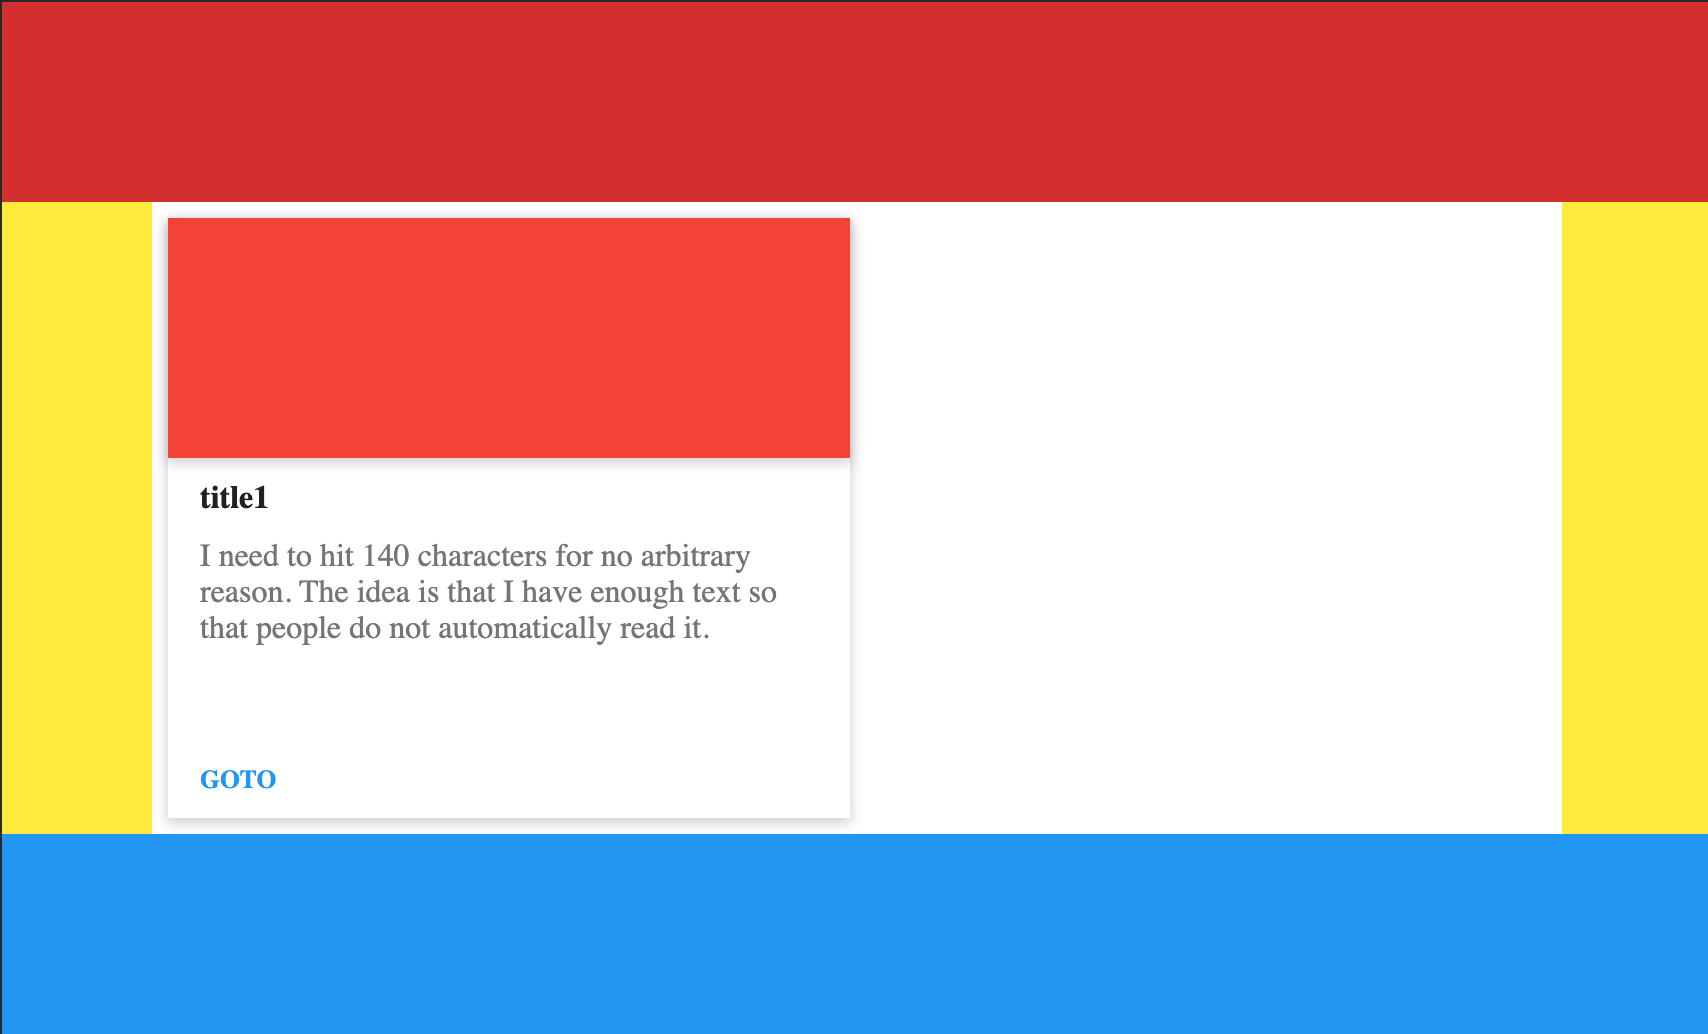 title1
I need to hit 140 characters for no arbitrary
reason. The idea is that I have enough text so
that people do not automatically read it.
GOTO